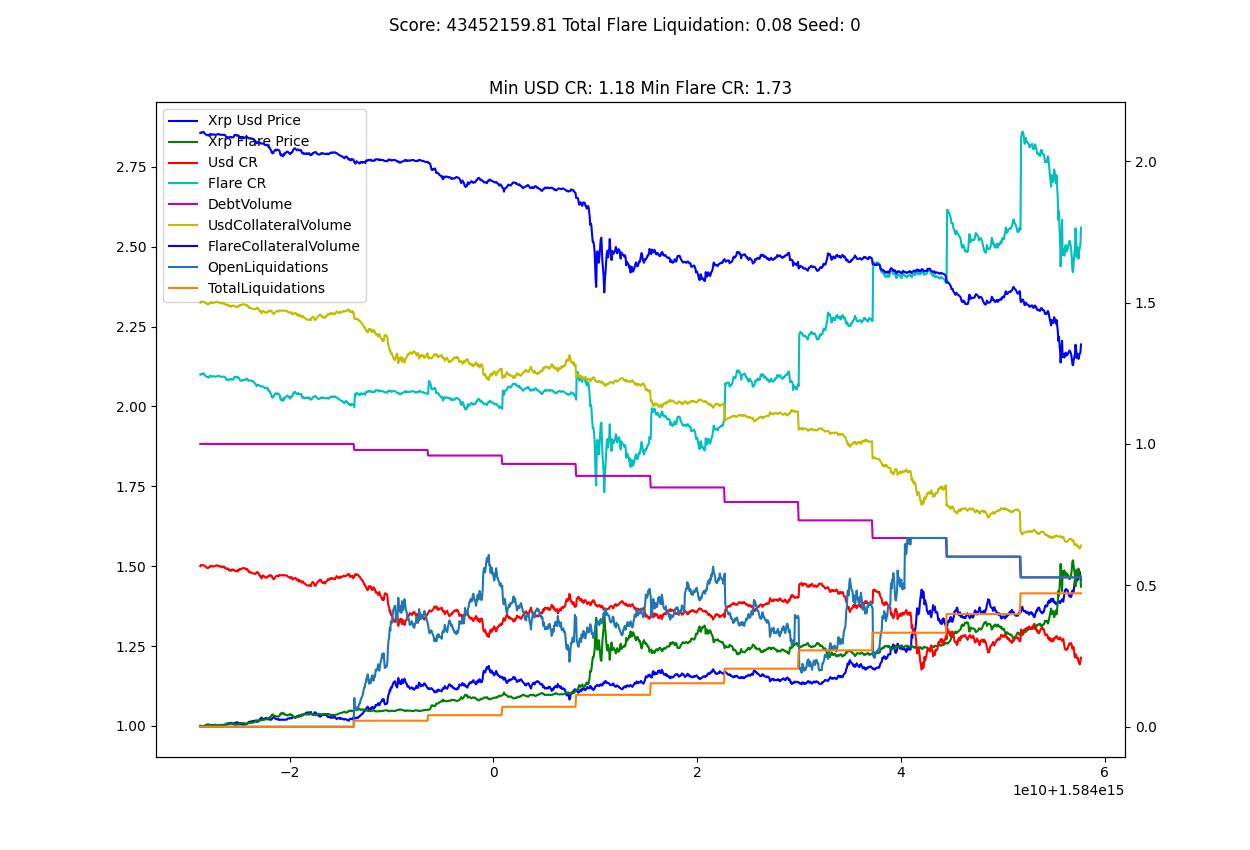 Score: 43452159.81 Total Flare Liquidation: 0.08 Seed: 0
Min USD CR: 1.18 Min Flare CR: 1.73
Xrp Usd Price
Xrp Flare Price
Usd CR
Flare CR
DebtVolume
UsdCollateralVolume
FlareCollateralVolume
OpenLiquidations
TotalLiquidations
2.75
2.50
2.25
2.00
1.75
1.50
1.25
1.00
2.0
1.5
1.0
0.5
0.0
−2 0 2 4 6
1e10+1.584e15